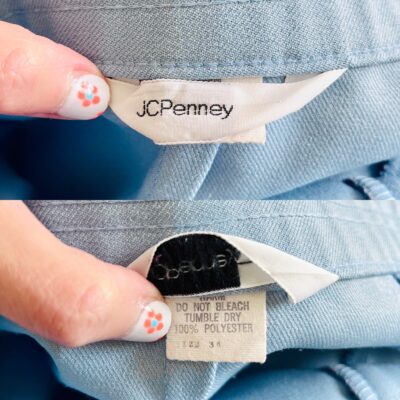 JCPenney
DO NOT BLEACH
TUMBLE DRY
100% POLYESTER